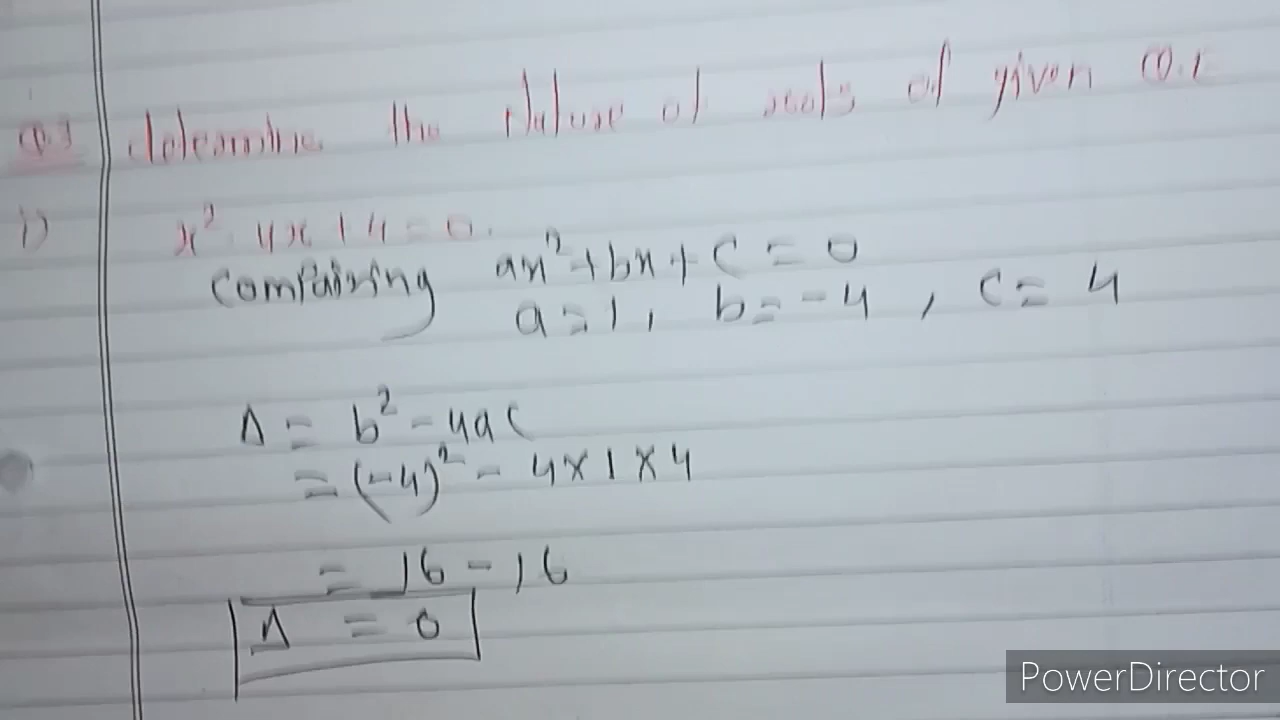 Q.1 determine the Nature of roots of given Q.E
i) x² - 4x + 4 = 0.
Compairing ax² + bx + c = 0
a = 1, b = -4, c = 4
Δ = b² - 4ac
= (-4)² - 4 × 1 × 4
= 16 - 16
Δ = 0
PowerDirector